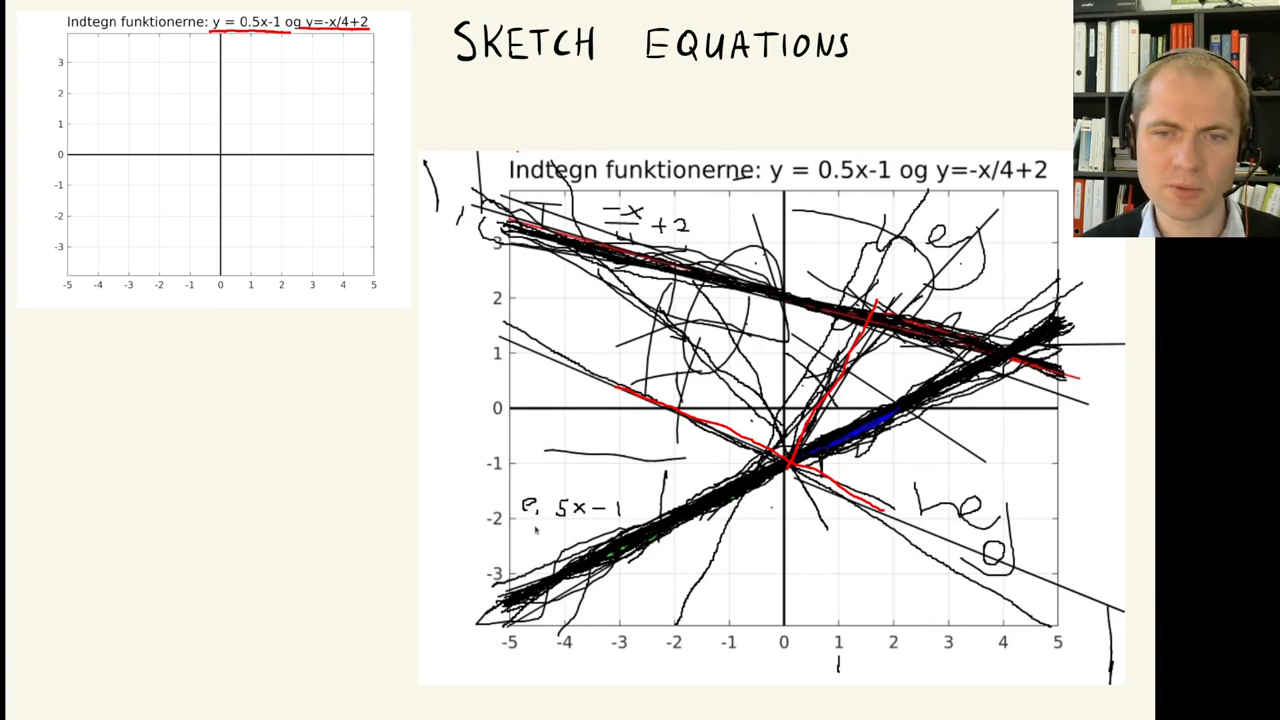 Indtegn funktionerne: y = 0.5x-1 og y=-x/4+2
3
2
1
0
-1
-2
-3
-5 -4 -3 -2 -1 0 1 2 3 4 5
SKETCH EQUATIONS
Indtegn funktionerne: y = 0.5x-1 og y=-x/4+2
-x/4 + 2
3
2
1
0
-1
-2
-3
5x-1
hej
-5 -4 -3 -2 -1 0 1 2 3 4 5
1